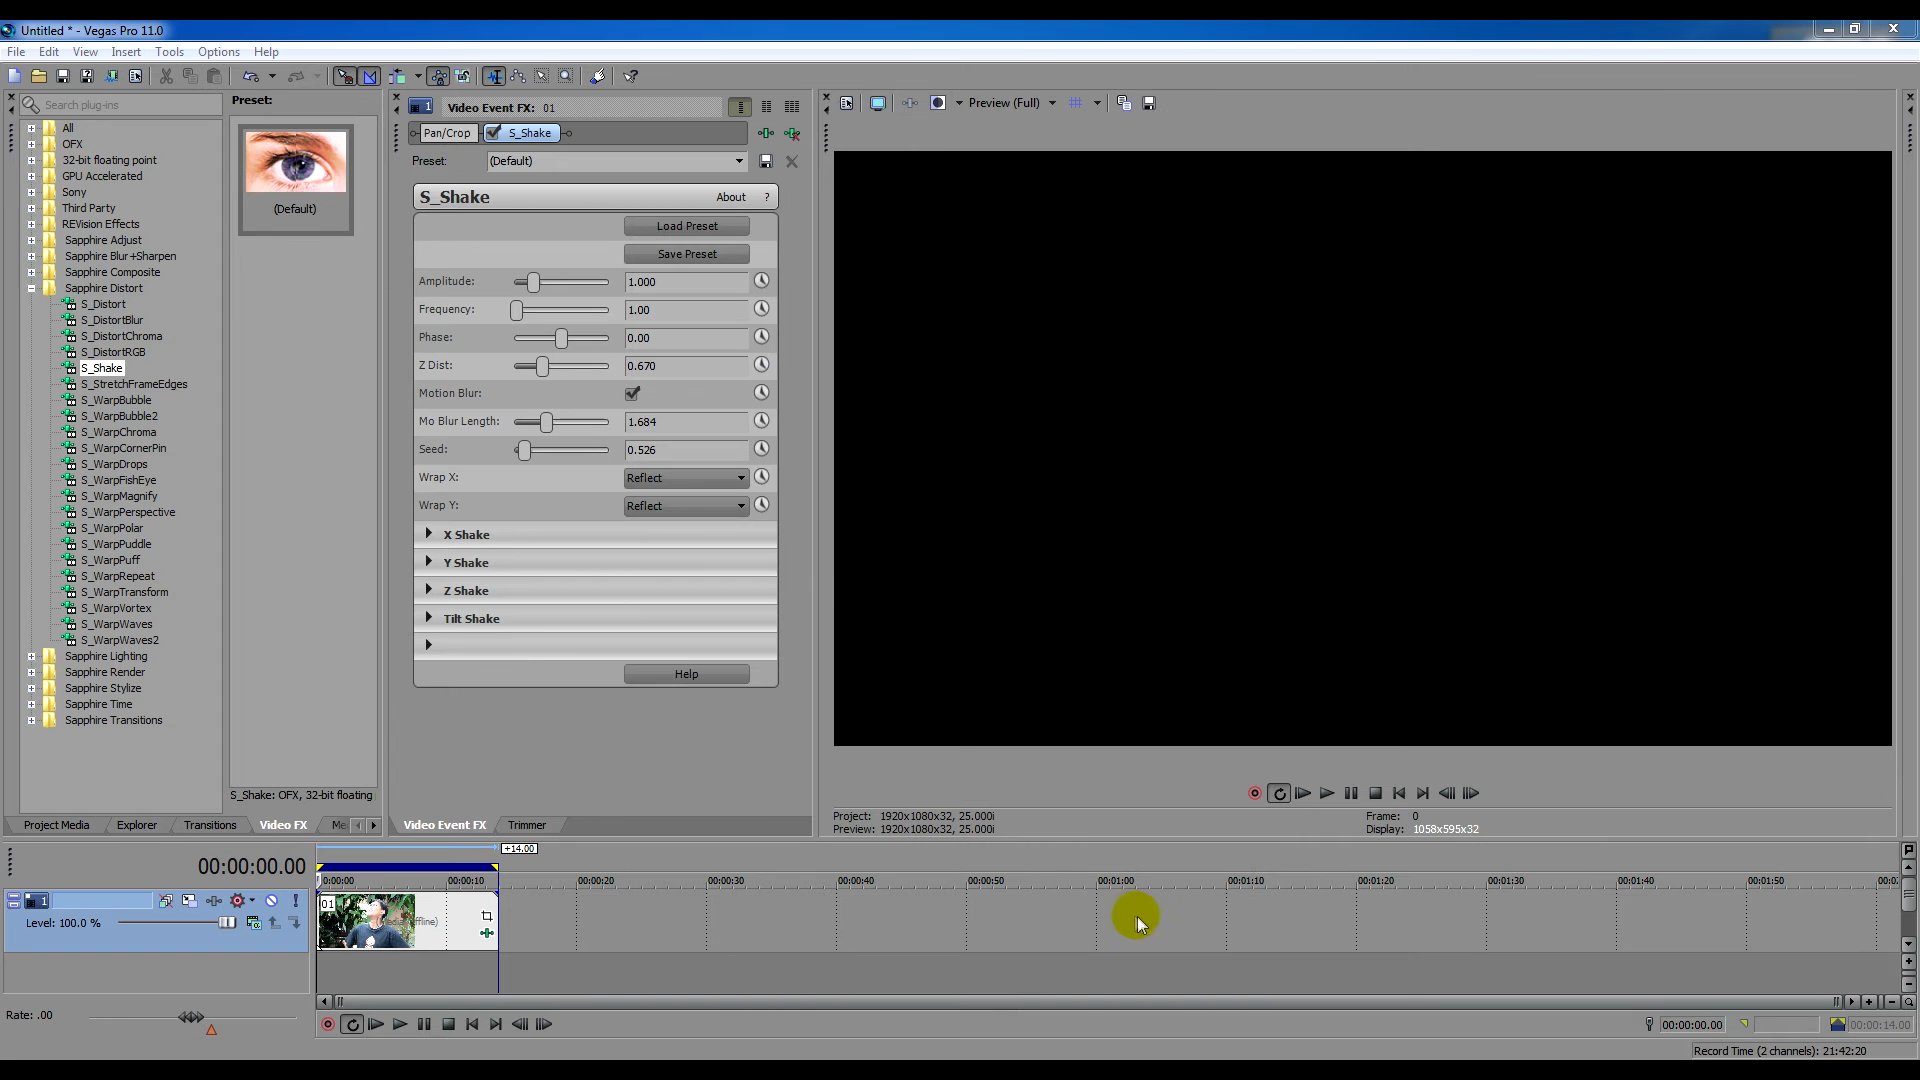 Untitled * - Vegas Pro 11.0
File Edit View Insert Tools Options Help
Search plug-ins
All
OFX
32-bit floating point
GPU Accelerated
Sony
Third Party
REVision Effects
Sapphire Adjust
Sapphire Blur+Sharpen
Sapphire Composite
Sapphire Distort
S_Distort
S_DistortBlur
S_DistortChroma
S_DistortRGB
S_Shake
S_StretchFrameEdges
S_WarpBubble
S_WarpBubble2
S_WarpChroma
S_WarpCornerPin
S_WarpDrops
S_WarpFishEye
S_WarpMagnify
S_WarpPerspective
S_WarpPolar
S_WarpPuddle
S_WarpPuff
S_WarpRepeat
S_WarpTransform
S_WarpVortex
S_WarpWaves
S_WarpWaves2
Sapphire Lighting
Sapphire Render
Sapphire Stylize
Sapphire Time
Sapphire Transitions
Preset:
(Default)
S_Shake: OFX, 32-bit floating
Project Media Explorer Transitions Video FX Me
1 Video Event FX: 01
Pan/Crop S_Shake
Preset: (Default)
S_Shake About ?
Load Preset
Save Preset
Amplitude: 1.000
Frequency: 1.00
Phase: 0.00
Z Dist: 0.670
Motion Blur:
Mo Blur Length: 1.684
Seed: 0.526
Wrap X: Reflect
Wrap Y: Reflect
X Shake
Y Shake
Z Shake
Tilt Shake
Help
Video Event FX Trimmer
Preview (Full)
Project: 1920x1080x32, 25.000i
Preview: 1920x1080x32, 25.000i
Frame: 0
Display: 1058x595x32
00:00:00.00
+14.00
0:00:00 00:00:10 00:00:20 00:00:30 00:00:40 00:00:50 00:01:00 00:01:10 00:01:20 00:01:30 00:01:40 00:01:50 00:0
1
Level: 100.0 %
01
ffline)
Rate: .00
00:00:00.00
00:00:14.00
Record Time (2 channels): 21:42:20